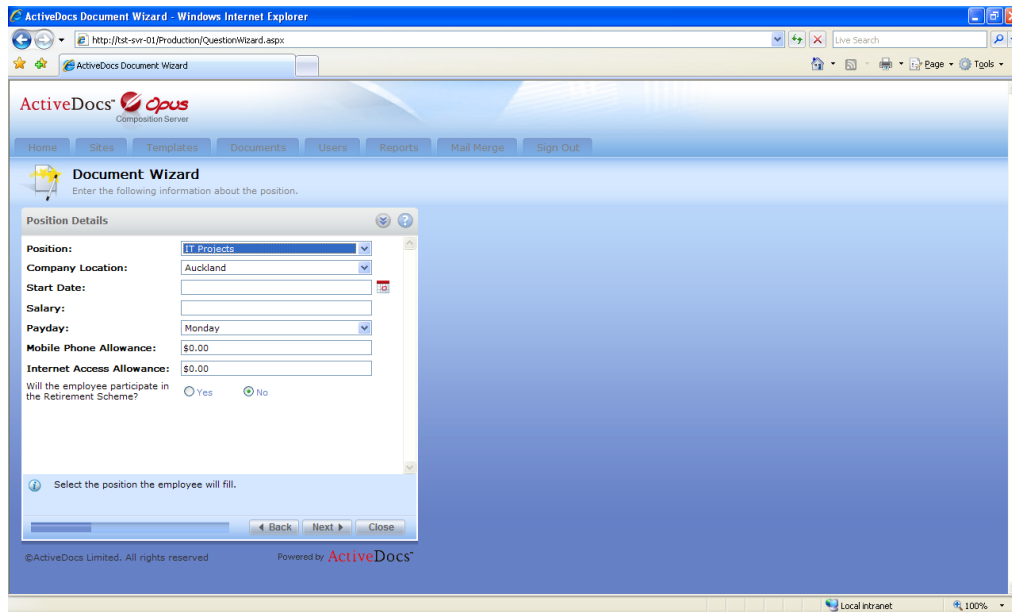 ActiveDocs Document Wizard - Windows Internet Explorer
http://tst-svr-01/Production/QuestionWizard.aspx
Live Search
ActiveDocs Document Wizard
Page
Tools
ActiveDocs™ Opus
Composition Server
Home Sites Templates Documents Users Reports Mail Merge Sign Out
Document Wizard
Enter the following information about the position.
Position Details
Position: IT Projects
Company Location: Auckland
Start Date:
Salary:
Payday: Monday
Mobile Phone Allowance: $0.00
Internet Access Allowance: $0.00
Will the employee participate in
the Retirement Scheme? Yes No
Select the position the employee will fill.
Back Next Close
©ActiveDocs Limited. All rights reserved Powered by ActiveDocs™
Local intranet 100%